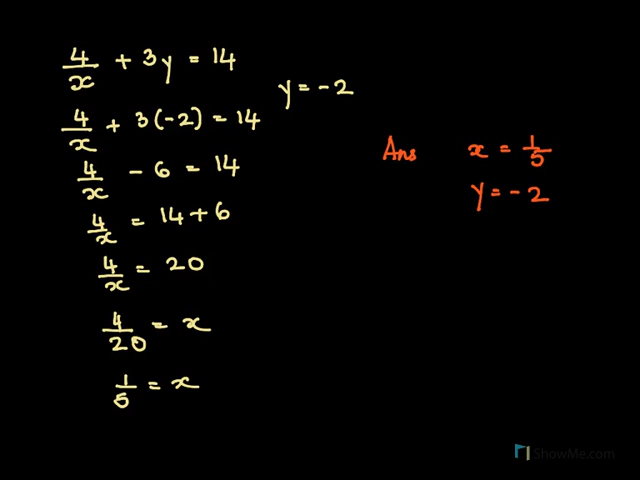 4/x + 3y = 14
y = -2
4/x + 3(-2) = 14
4/x - 6 = 14
4/x = 14 + 6
4/x = 20
4/20 = x
1/5 = x
Ans x = 1/5
y = -2
ShowMe.com